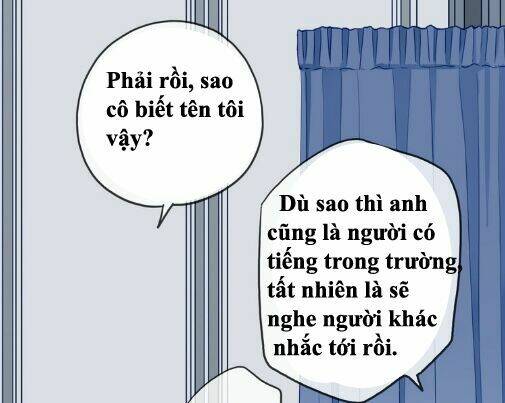 Phải rồi, sao
cô biết tên tôi
vậy?
Dù sao thì anh
cũng là người có
tiếng trong trường,
tất nhiên là sẽ
nghe người khác
nhắc tới rồi.